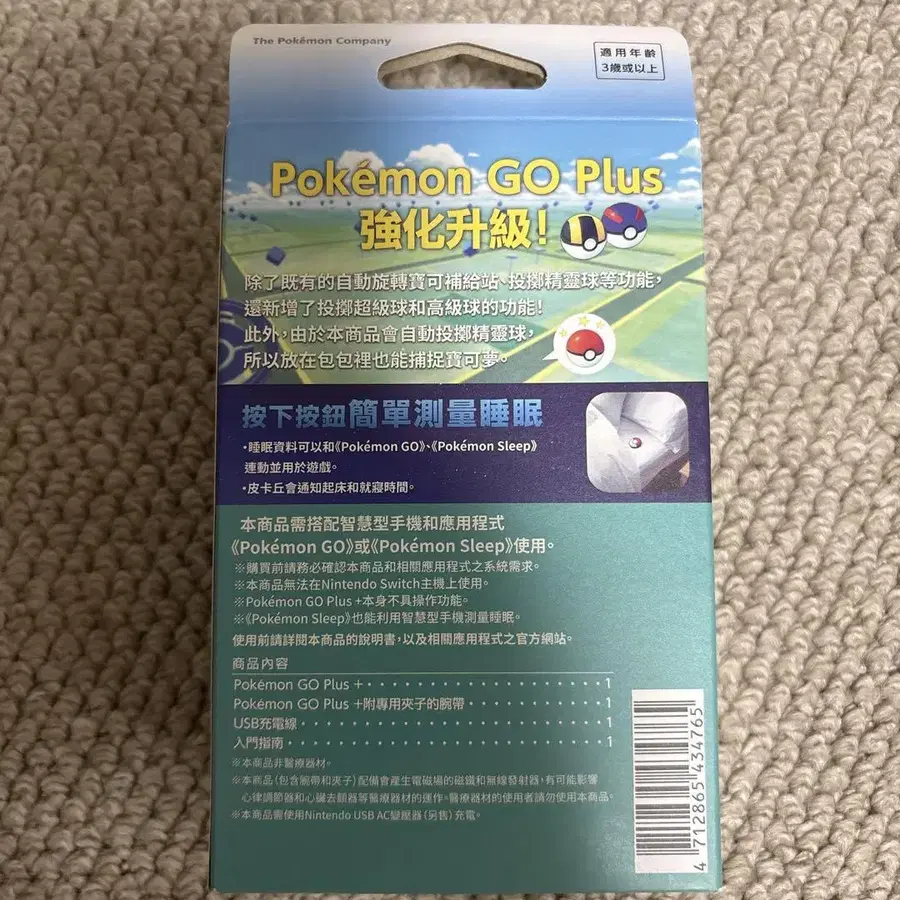 The Pokémon Company
適用年齡
3歲或以上
Pokémon GO Plus
強化升級!
除了既有的自動旋轉寶可補給站、投擲精靈球等功能,
還新增了投擲超級球和高級球的功能!
此外,由於本商品會自動投擲精靈球,
所以放在包包裡也能捕捉寶可夢。
按下按鈕簡單測量睡眠
・睡眠資料可以和《Pokémon GO》、《Pokémon Sleep》
連動並用於遊戲。
・皮卡丘會通知起床和就寢時間。
本商品需搭配智慧型手機和應用程式
《Pokémon GO》或《Pokémon Sleep》使用。
※購買前請務必確認本商品和相關應用程式之系統需求。
※本商品無法在Nintendo Switch主機上使用。
※Pokémon GO Plus +本身不具操作功能。
※《Pokémon Sleep》也能利用智慧型手機測量睡眠。
使用前請詳閱本商品的說明書,以及相關應用程式之官方網站。
商品內容
Pokémon GO Plus +・・・・・・・・・・・・・・・・・・・1
Pokémon GO Plus +附專用夾子的腕帶・・・・・・・・・・・1
USB充電線・・・・・・・・・・・・・・・・・・・・・・・・1
入門指南・・・・・・・・・・・・・・・・・・・・・・・・・1
※本商品非醫療器材。
※本商品(包含腕帶和夾子)配備會產生電磁場的磁鐵和無線發射器,有可能影響
心律調節器和心臟去顫器等醫療器材的運作。醫療器材的使用者請勿使用本商品。
※本商品需使用Nintendo USB AC變壓器(另售)充電。
4 712865 434765